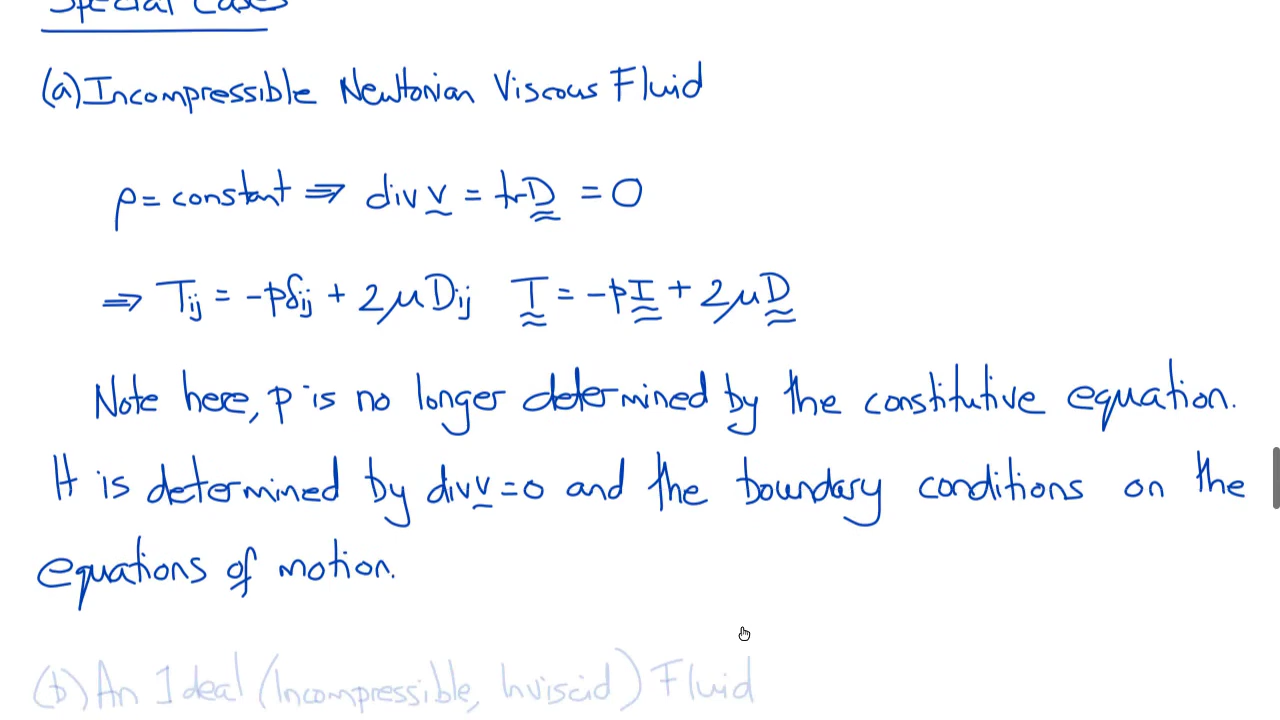 Special Cases
(a) Incompressible Newtonian Viscous Fluid
ρ = constant ⇒ div v = tr D = 0
⇒ Tij = -pδij + 2μDij T = -pI + 2μD
Note here, p is no longer determined by the constitutive equation.
It is determined by div v = 0 and the boundary conditions on the
equations of motion.
(b) An Ideal (Incompressible, Inviscid) Fluid